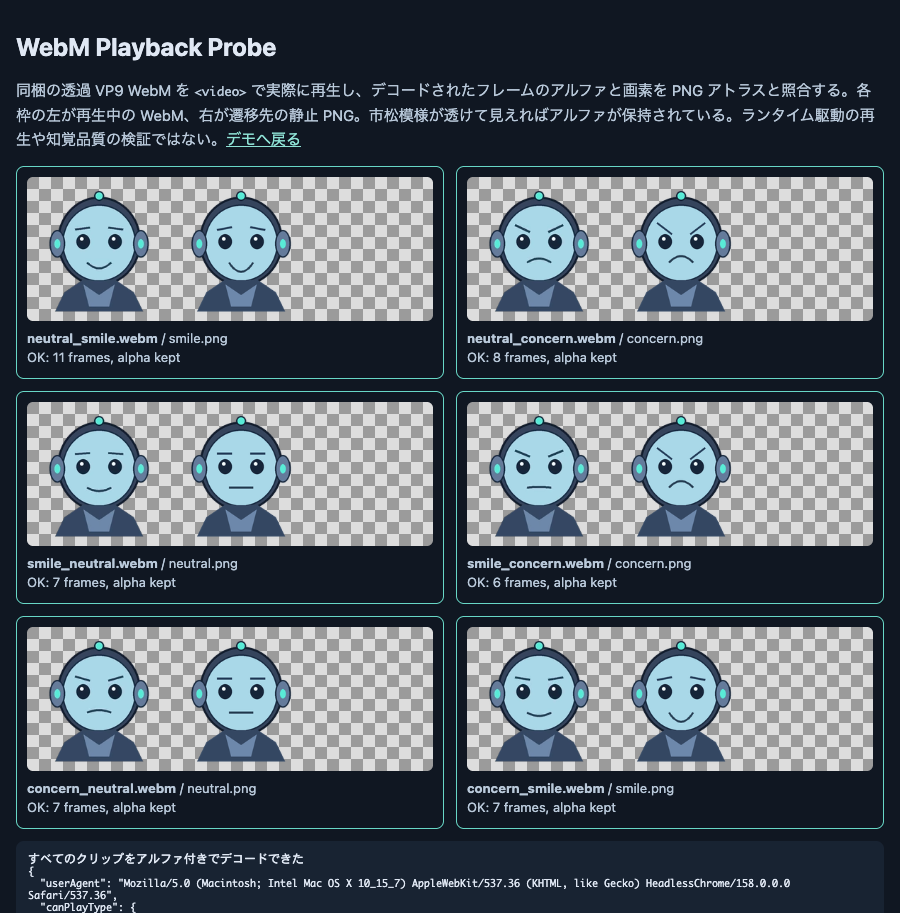 WebM Playback Probe
同梱の透過 VP9 WebM を <video> で実際に再生し、デコードされたフレームのアルファと画素を PNG アトラスと照合する。各
枠の左が再生中の WebM、右が遷移先の静止 PNG。市松模様が透けて見えればアルファが保持されている。ランタイム駆動の再
生や知覚品質の検証ではない。デモへ戻る
neutral_smile.webm / smile.png
OK: 11 frames, alpha kept
neutral_concern.webm / concern.png
OK: 8 frames, alpha kept
smile_neutral.webm / neutral.png
OK: 7 frames, alpha kept
smile_concern.webm / concern.png
OK: 6 frames, alpha kept
concern_neutral.webm / neutral.png
OK: 7 frames, alpha kept
concern_smile.webm / smile.png
OK: 7 frames, alpha kept
すべてのクリップをアルファ付きでデコードできた
{
"userAgent": "Mozilla/5.0 (Macintosh; Intel Mac OS X 10_15_7) AppleWebKit/537.36 (KHTML, like Gecko) HeadlessChrome/158.0.0.0
Safari/537.36",
"canPlayType": {